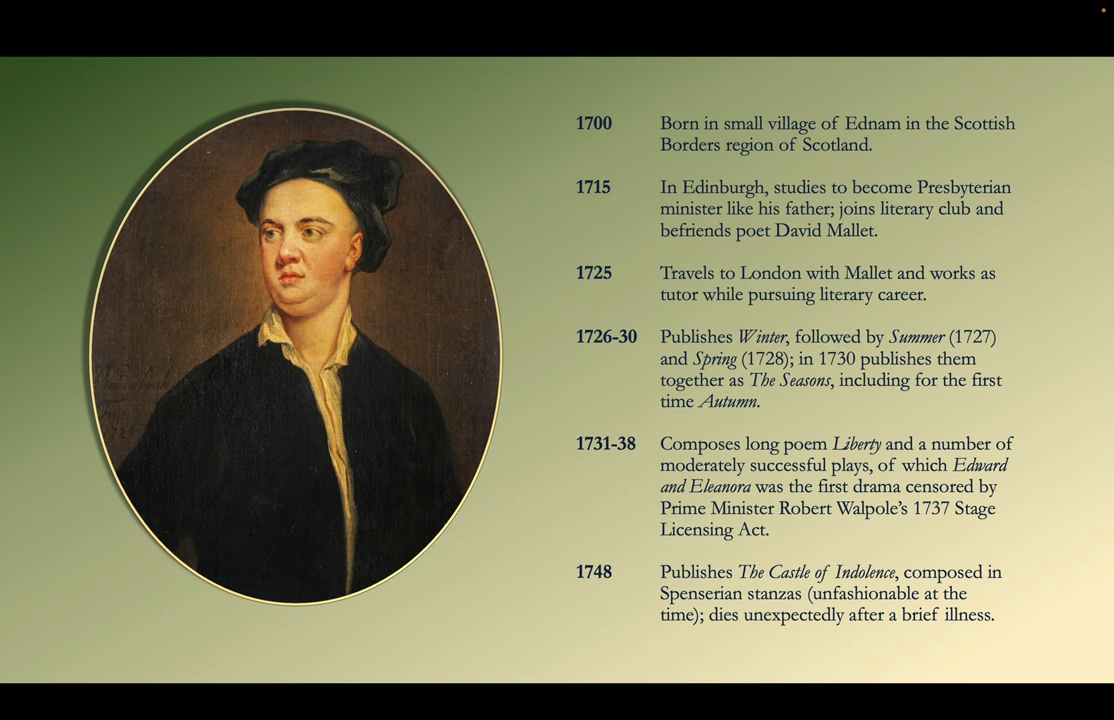 1700 Born in small village of Ednam in the Scottish
Borders region of Scotland.
1715 In Edinburgh, studies to become Presbyterian
minister like his father; joins literary club and
befriends poet David Mallet.
1725 Travels to London with Mallet and works as
tutor while pursuing literary career.
1726-30 Publishes Winter, followed by Summer (1727)
and Spring (1728); in 1730 publishes them
together as The Seasons, including for the first
time Autumn.
1731-38 Composes long poem Liberty and a number of
moderately successful plays, of which Edward
and Eleanora was the first drama censored by
Prime Minister Robert Walpole’s 1737 Stage
Licensing Act.
1748 Publishes The Castle of Indolence, composed in
Spenserian stanzas (unfashionable at the
time); dies unexpectedly after a brief illness.